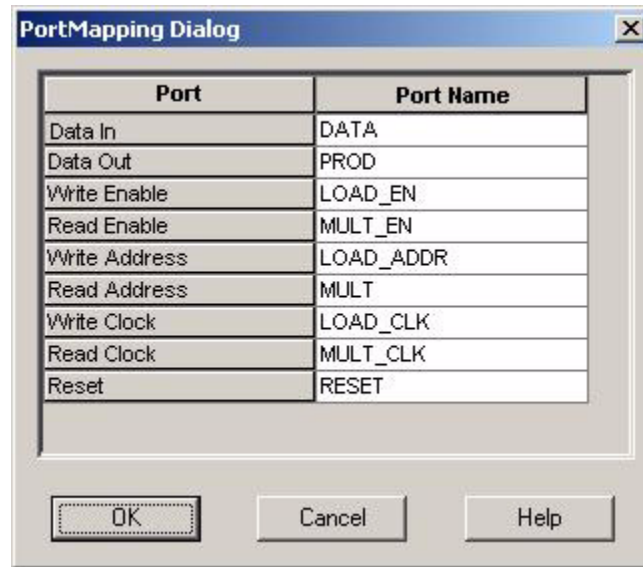 PortMapping Dialog
Port Port Name
Data In DATA
Data Out PROD
Write Enable LOAD_EN
Read Enable MULT_EN
Write Address LOAD_ADDR
Read Address MULT
Write Clock LOAD_CLK
Read Clock MULT_CLK
Reset RESET
OK Cancel Help